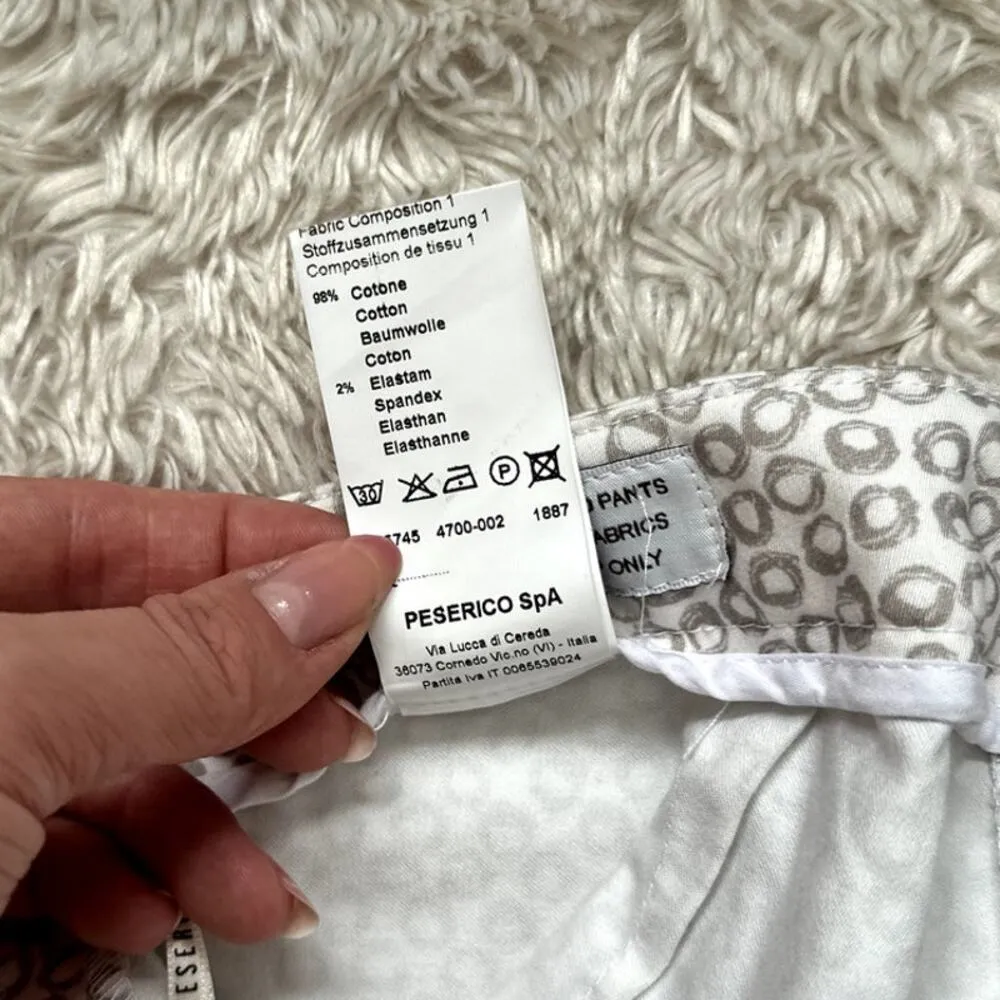 Fabric Composition 1
Stoffzusammensetzung 1
Composition de tissu 1
98% Cotone
Cotton
Baumwolle
Coton
2% Elastam
Spandex
Elasthan
Elasthanne
30 P
745 4700-002 1887
PESERICO SpA
Via Lucca di Cereda
36073 Cornedo Vic.no (VI) - Italia
Partita Iva IT 0065539024
PANTS
ABRICS
ONLY
ESER